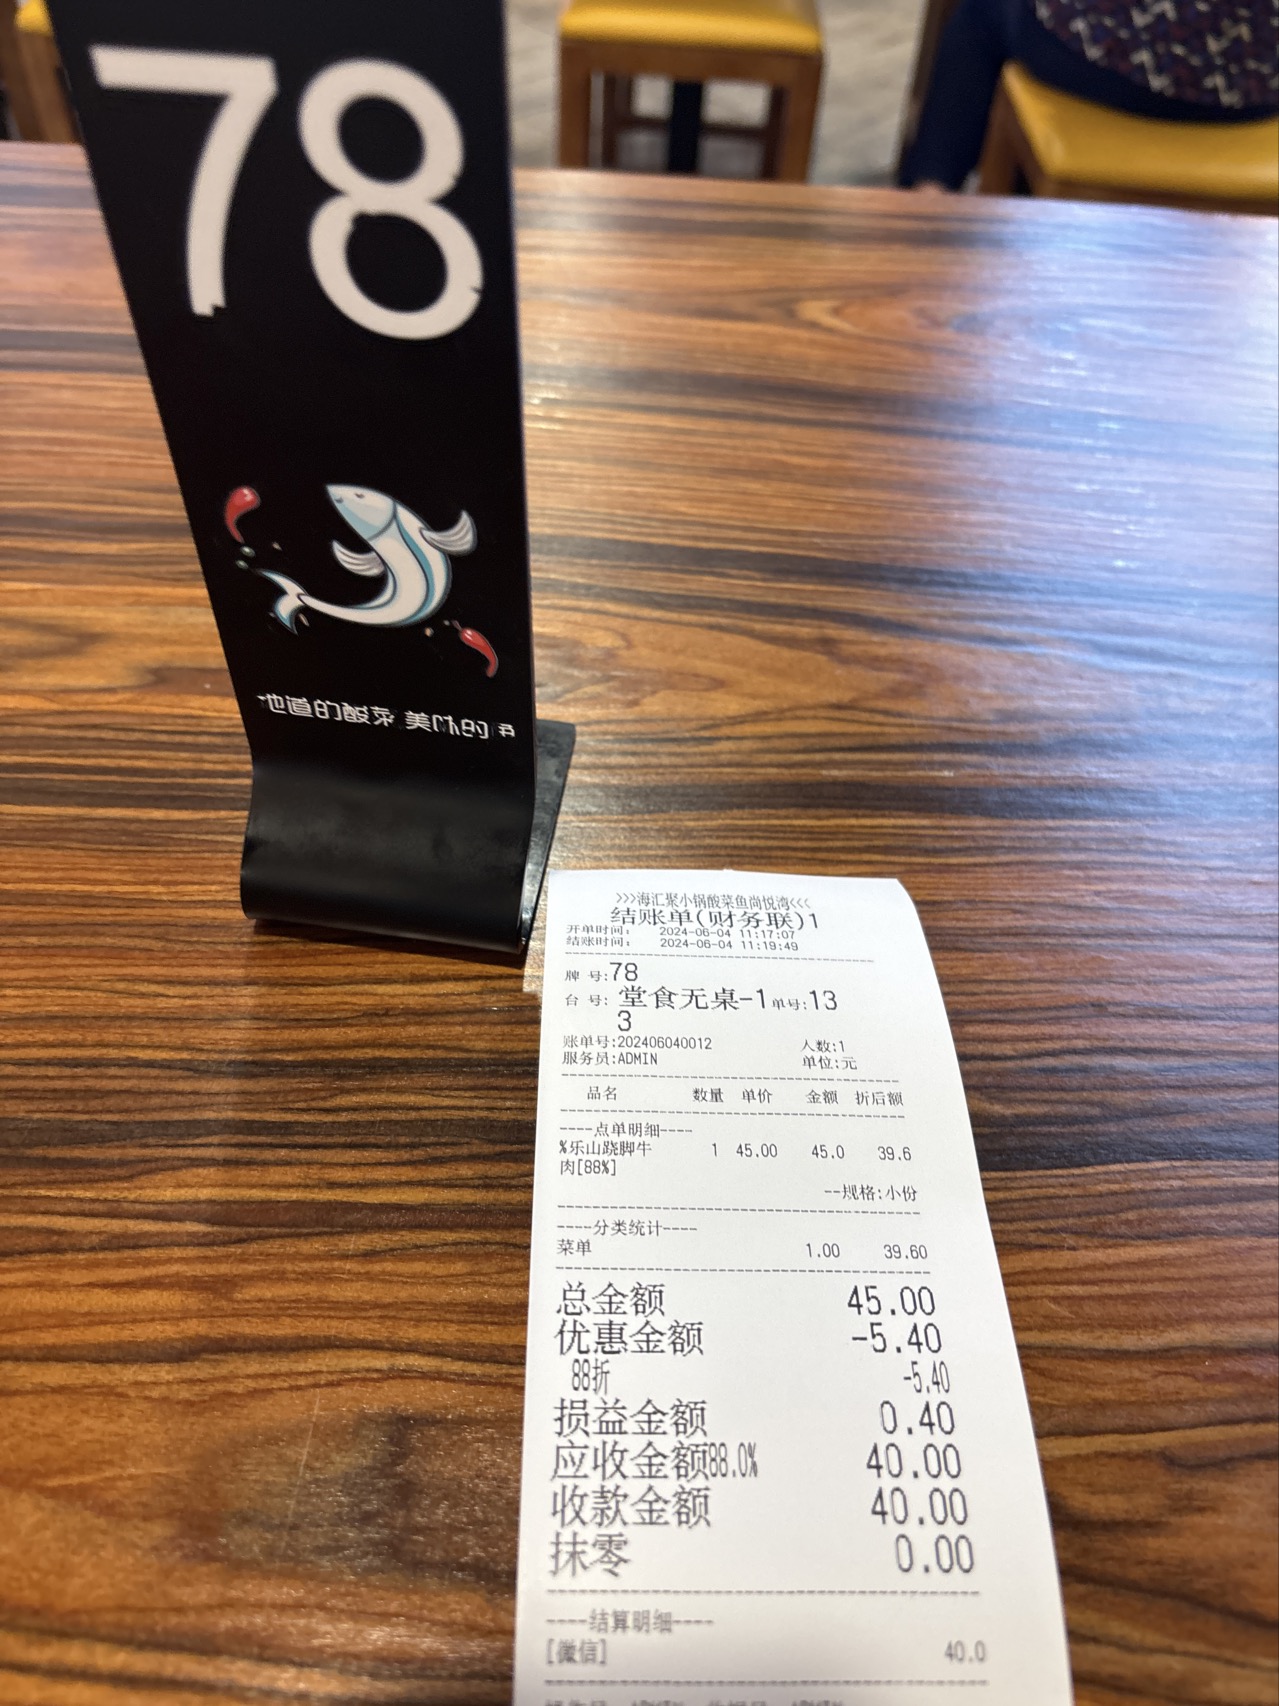 78
地道的酸菜 美味的
>>>海汇聚小锅酸菜鱼尚悦湾<<<
结账单(财务联)1
开单时间: 2024-06-04 11:17:07
结账时间: 2024-06-04 11:19:49
牌 号:78
台 号: 堂食无桌-1 单号:13
3
账单号:202406040012 人数:1
服务员:ADMIN 单位:元
品名 数量 单价 金额 折后额
----点单明细----
%乐山跷脚牛 1 45.00 45.0 39.6
肉[88%]
--规格:小份
----分类统计----
菜单 1.00 39.60
总金额 45.00
优惠金额 -5.40
88折 -5.40
损益金额 0.40
应收金额88.0% 40.00
收款金额 40.00
抹零 0.00
----结算明细----
[微信] 40.0